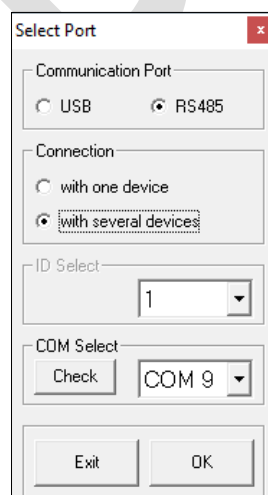 Select Port
x
Communication Port
USB RS485
Connection
with one device
with several devices
ID Select
1
COM Select
Check COM 9
Exit OK